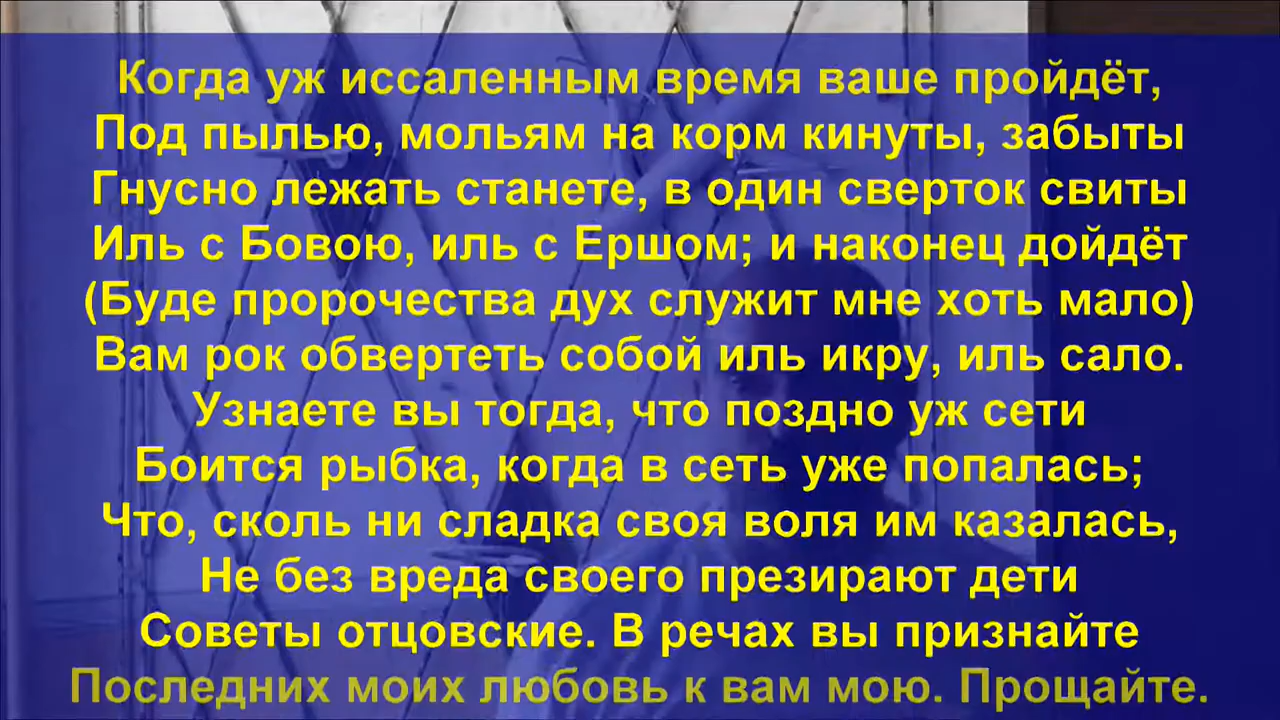 Когда уж иссаленным время ваше пройдёт,
Под пылью, мольям на корм кинуты, забыты
Гнусно лежать станете, в один сверток свиты
Иль с Бовою, иль с Ершом; и наконец дойдёт
(Буде пророчества дух служит мне хоть мало)
Вам рок обвертеть собой иль икру, иль сало.
Узнаете вы тогда, что поздно уж сети
Боится рыбка, когда в сеть уже попалась;
Что, сколь ни сладка своя воля им казалась,
Не без вреда своего презирают дети
Советы отцовские. В речах вы признайте
Последних моих любовь к вам мою. Прощайте.